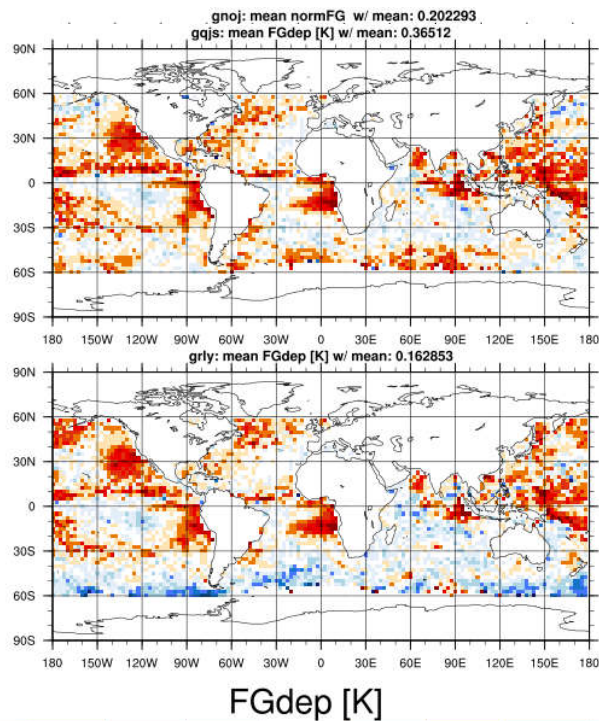 gnoj: mean normFG w/ mean: 0.202293
gqjs: mean FGdep [K] w/ mean: 0.36512
90N
60N
30N
0
30S
60S
90S
180 150W 120W 90W 60W 30W 0 30E 60E 90E 120E 150E 180
grly: mean FGdep [K] w/ mean: 0.162853
90N
60N
30N
0
30S
60S
90S
180 150W 120W 90W 60W 30W 0 30E 60E 90E 120E 150E 180
FGdep [K]